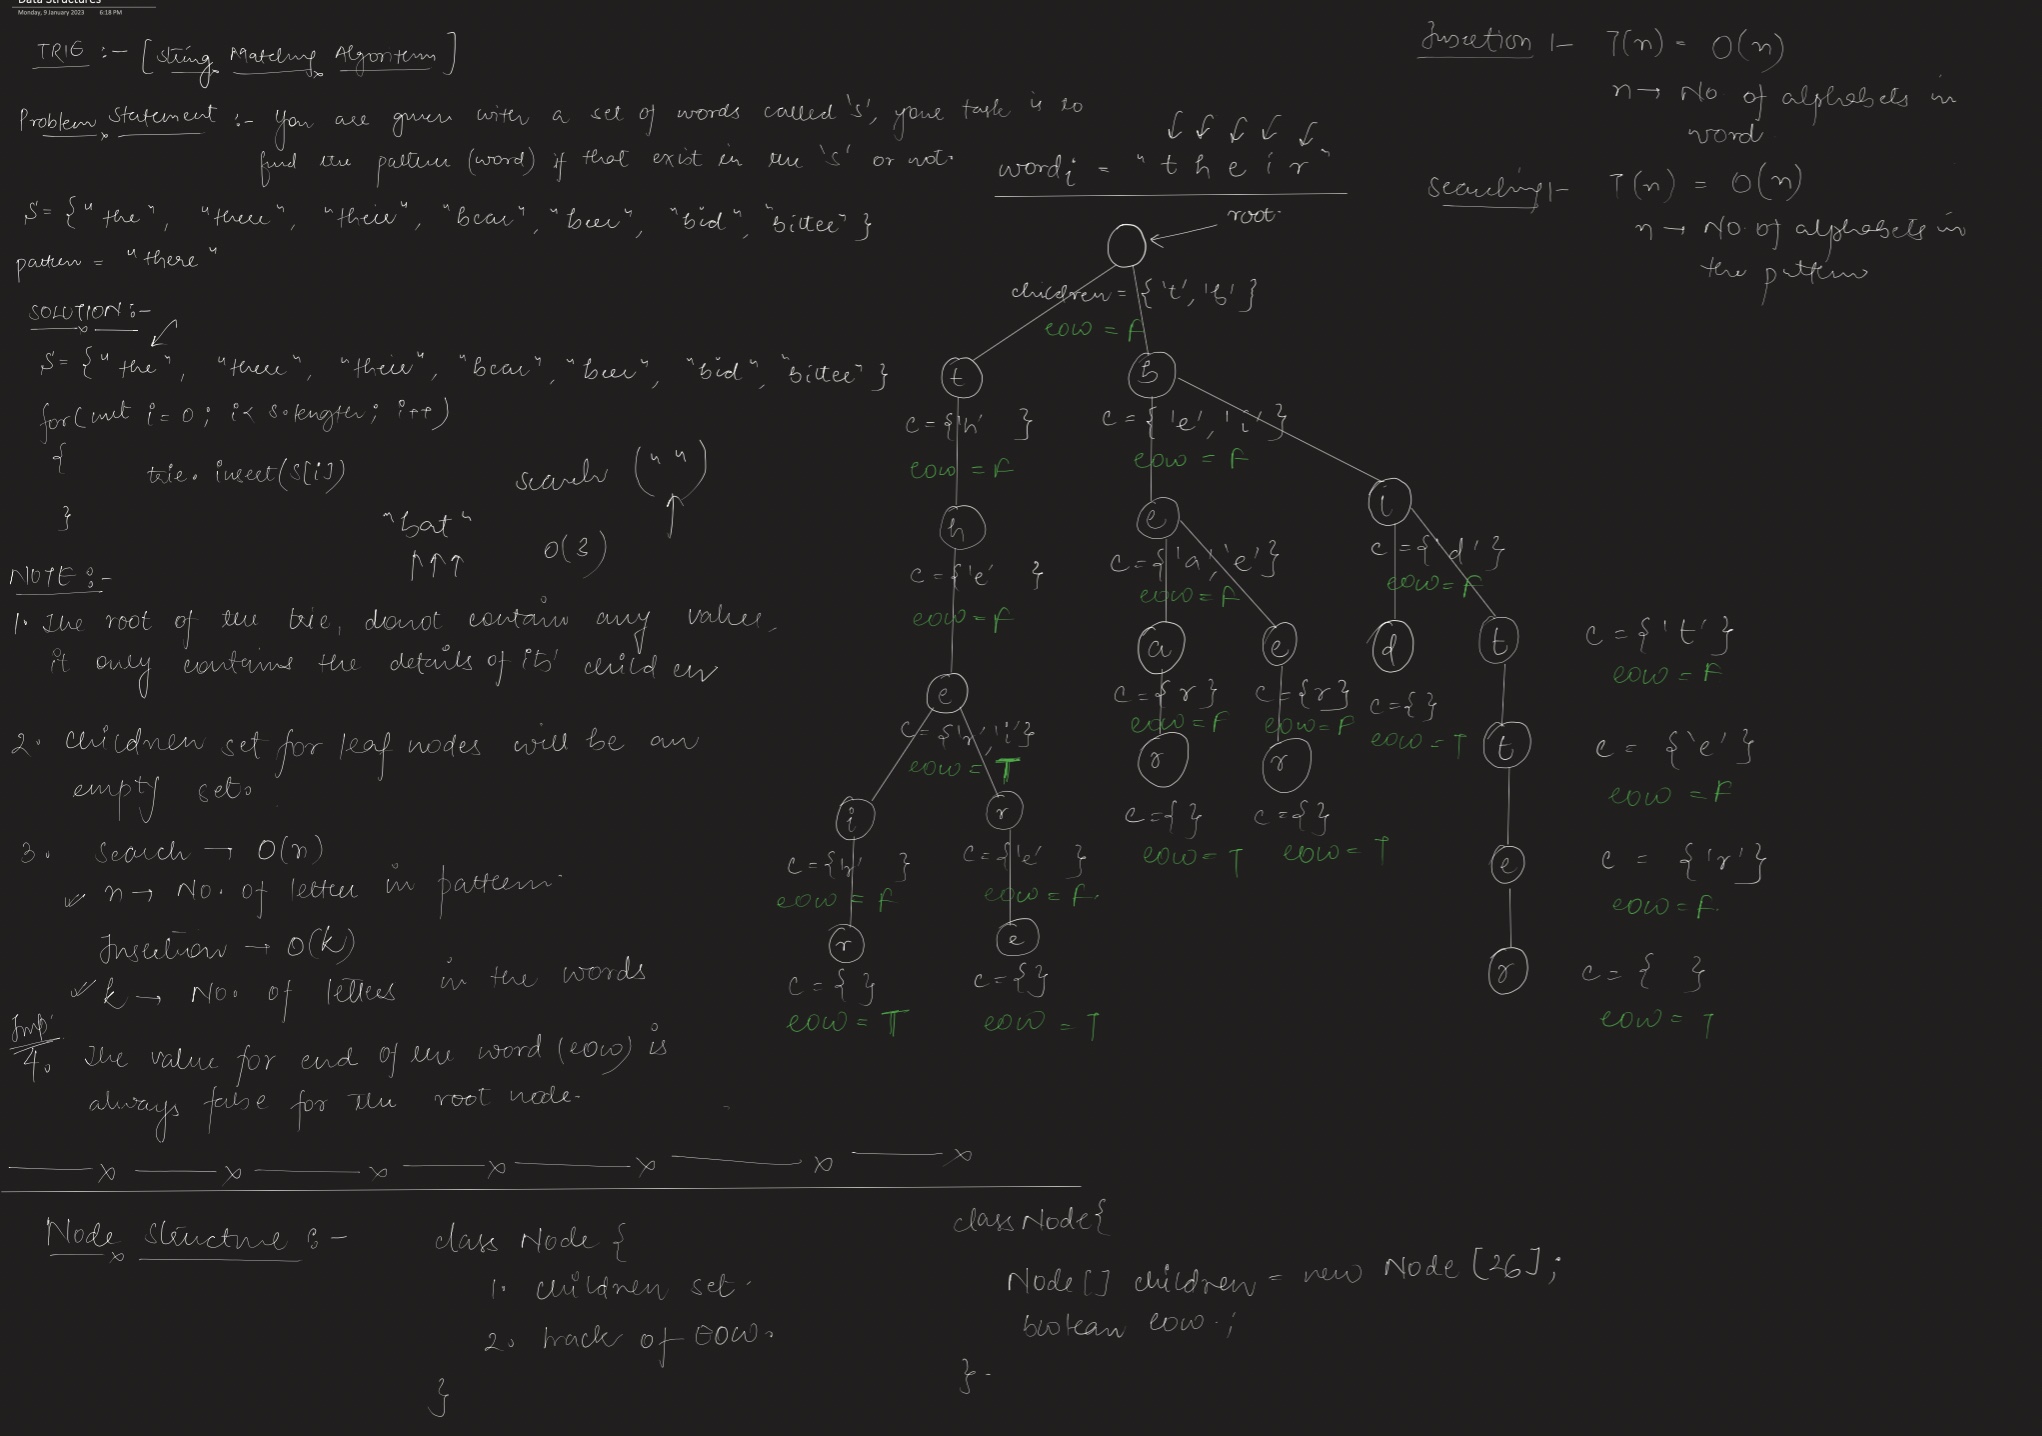 Data Structures
Monday, 9 January 2023 6:18 PM
TRIE :- [String Matching Algorithm]
Problem Statement :- You are given with a set of words called 's', your task is to
find the pattern (word) if that exist in the 's' or not.
S = {"the", "there", "their", "bear", "beer", "bid", "bitter"}
pattern = "there"
SOLUTION :-
S = {"the", "there", "their", "bear", "beer", "bid", "bitter"}
for(int i = 0; i < s.length; i++)
{
trie.insert(S[i])
}
search (" ")
"bat"
O(3)
NOTE :-
1. The root of the trie, donot contain any value,
it only contains the details of its' children
2. Children set for leaf nodes will be an
empty set.
3. Search → O(n)
n → No. of letter in pattern.
Insertion → O(k)
k → No. of letters in the words
Imp.
4. The value for end of the word (eow) is
always false for the root node.
word_i = "their"
root
children = {'t', 'b'}
eow = F
t
b
c = {'h' }
eow = F
c = {'e', 'i'}
eow = F
h
e
i
c = {'e' }
eow = F
c = {'a', 'e'}
eow = F
c = {'d'}
eow = F
e
a
e
d
t
c = {'t'}
eow = F
c = {'r', 'i'}
eow = T
c = {r}
eow = F
c = {r}
eow = F
c = {}
eow = T
r
r
t
c = {'e'}
eow = F
i
r
c = {}
eow = T
c = {}
eow = T
c = {'r' }
eow = F
c = {'e' }
eow = F.
e
c = {'r'}
eow = F.
r
e
c = { }
eow = T
c = {}
eow = T
r
c = { }
eow = T
Insertion :- T(n) = O(n)
n → No. of alphabets in
word
Searching :- T(n) = O(n)
n → No. of alphabets in
the pattern
Node Structure :-
class Node {
1. children set.
2. track of EOW.
}
class Node{
Node[] children = new Node [26];
boolean eow.;
}.